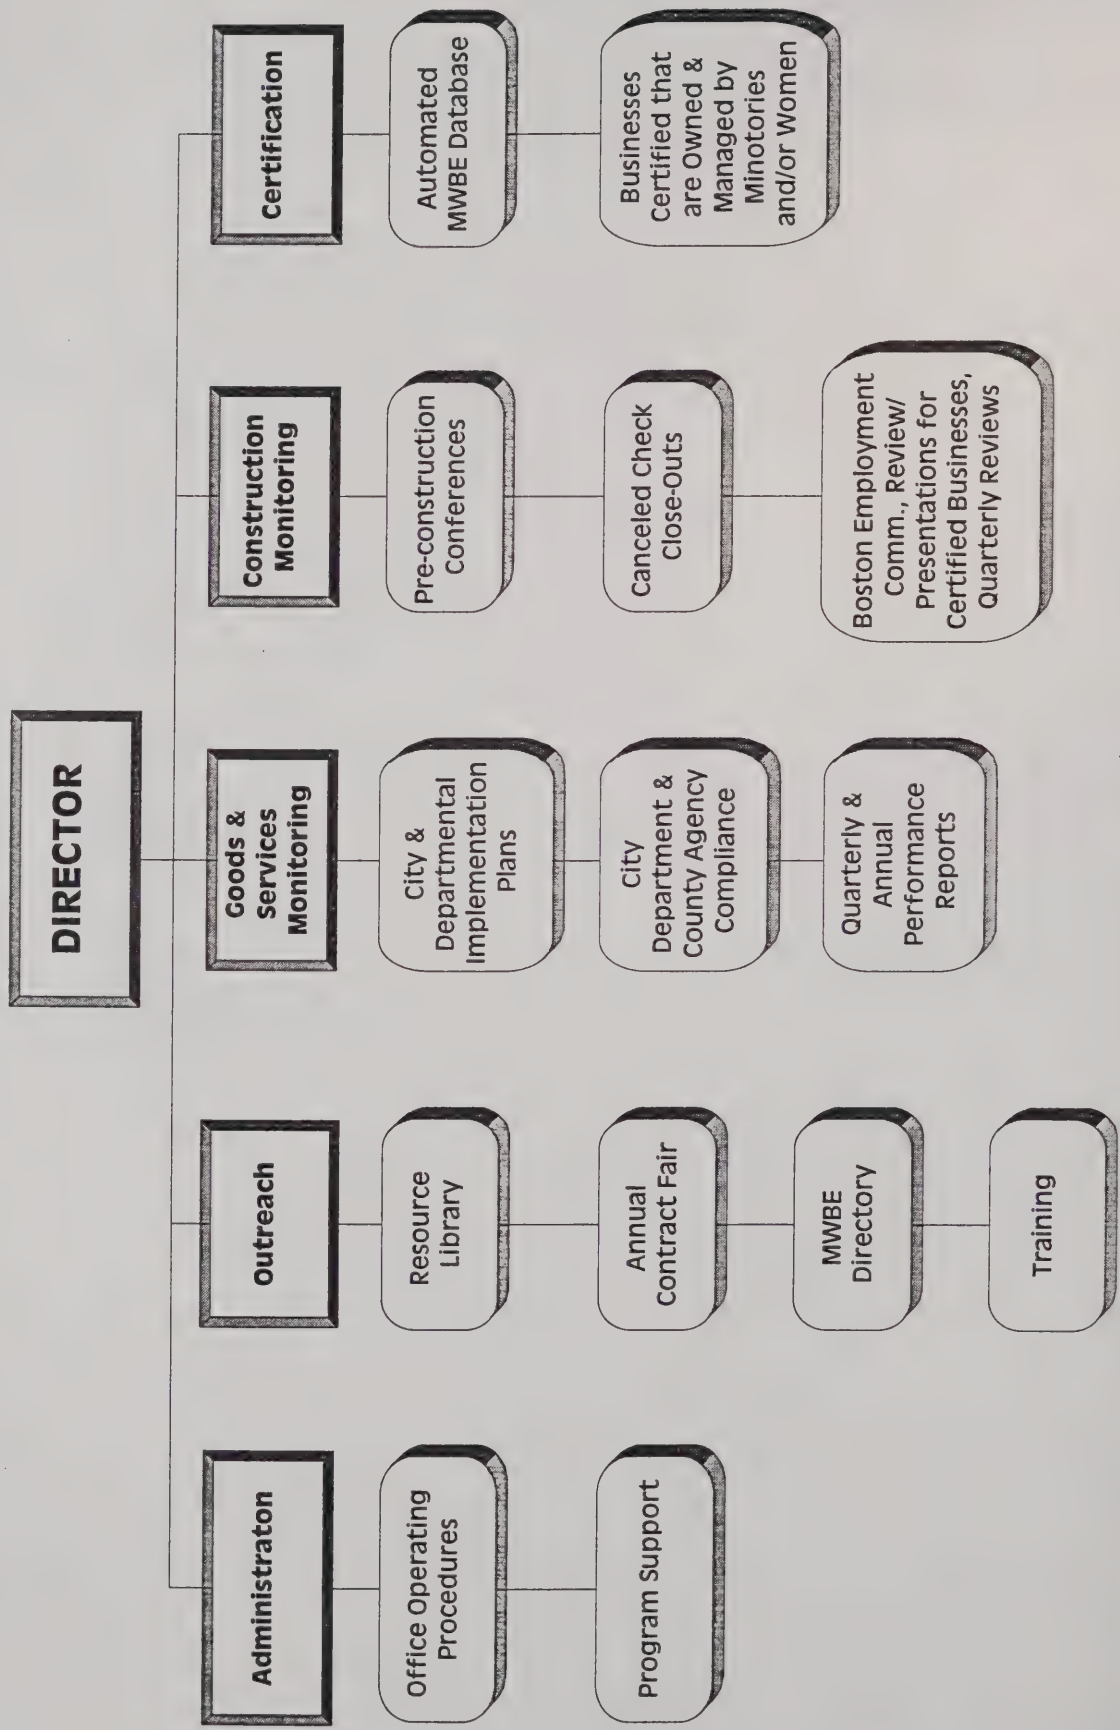 DIRECTOR
Administraton
Office Operating
Procedures
Program Support
Outreach
Resource
Library
Annual
Contract Fair
MWBE
Directory
Training
Goods &
Services
Monitoring
City &
Departmental
Implementation
Plans
City
Department &
County Agency
Compliance
Quarterly &
Annual
Performance
Reports
Construction
Monitoring
Pre-construction
Conferences
Canceled Check
Close-Outs
Boston Employment
Comm., Review/
Presentations for
Certified Businesses,
Quarterly Reviews
Certification
Automated
MWBE Database
Businesses
Certified that
are Owned &
Managed by
Minotories
and/or Women